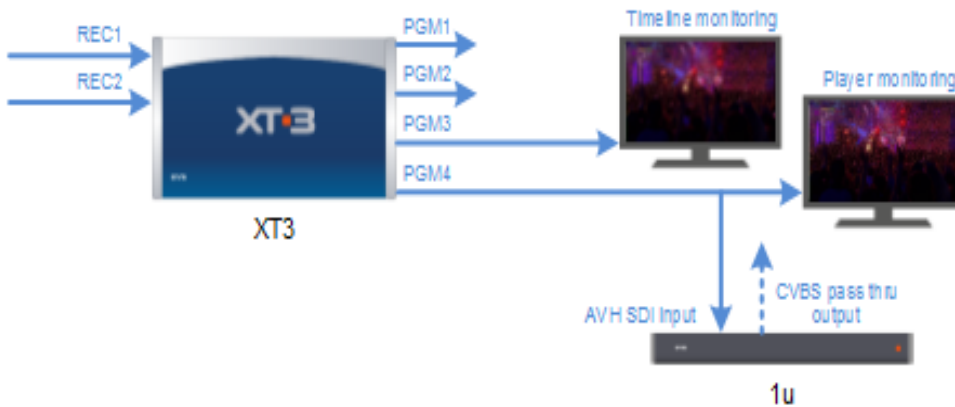 Timeline monitoring
REC1
PGM1
REC2
PGM2
Player monitoring
XT3
PGM3
PGM4
XT3
AVH SDI Input
CVBS pass thru
output
1u